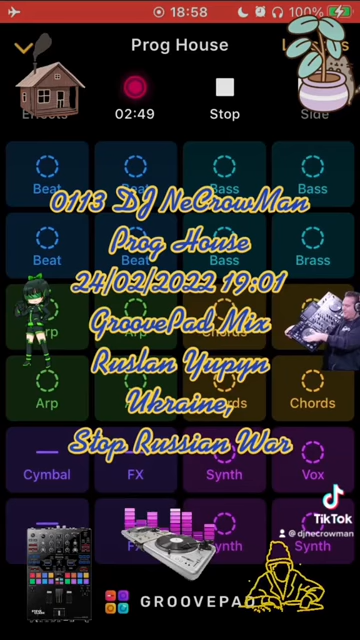 18:58
100%
Prog House
02:49
Stop
Side
Beat
Beat
Bass
Bass
0113 DJ NeCrowMan
Prog House
24/02/2022 19:01
GroovePad Mix
Ruslan Yupyn
Ukraine,
Stop Russian War
Beat
Beat
Bass
Brass
Arp
Arp
Chords
Chords
Cymbal
FX
Synth
Vox
FX
Synth
Synth
TikTok
@djnecrowman
GROOVEPAD